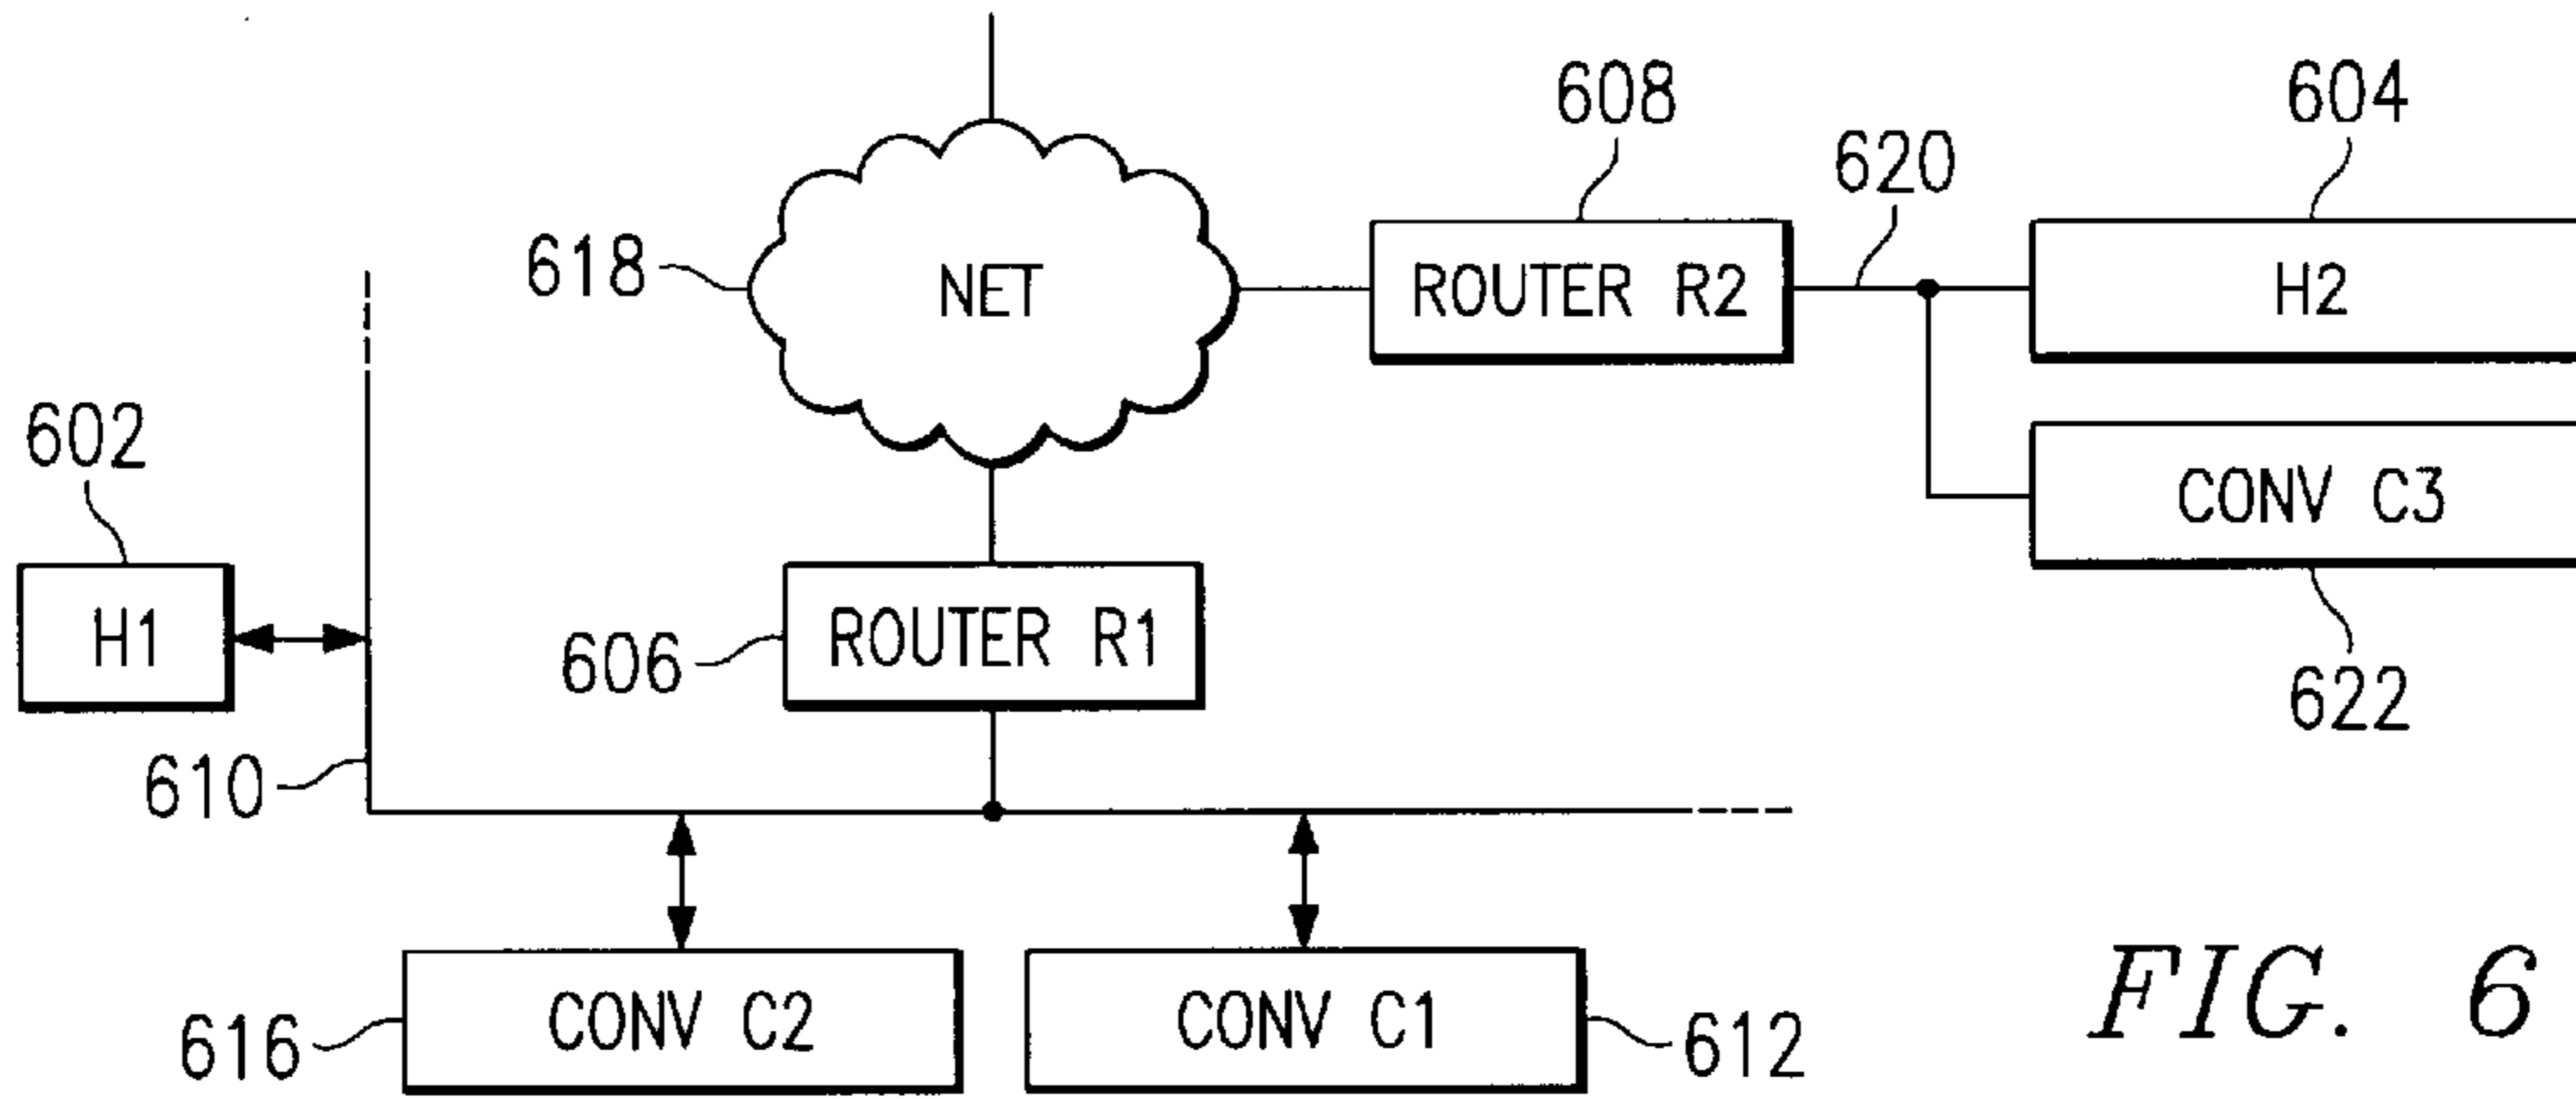 608
604
620
618
NET
ROUTER R2
H2
602
CONV C3
H1
606
ROUTER R1
622
610
616
CONV C2
CONV C1
612
FIG. 6